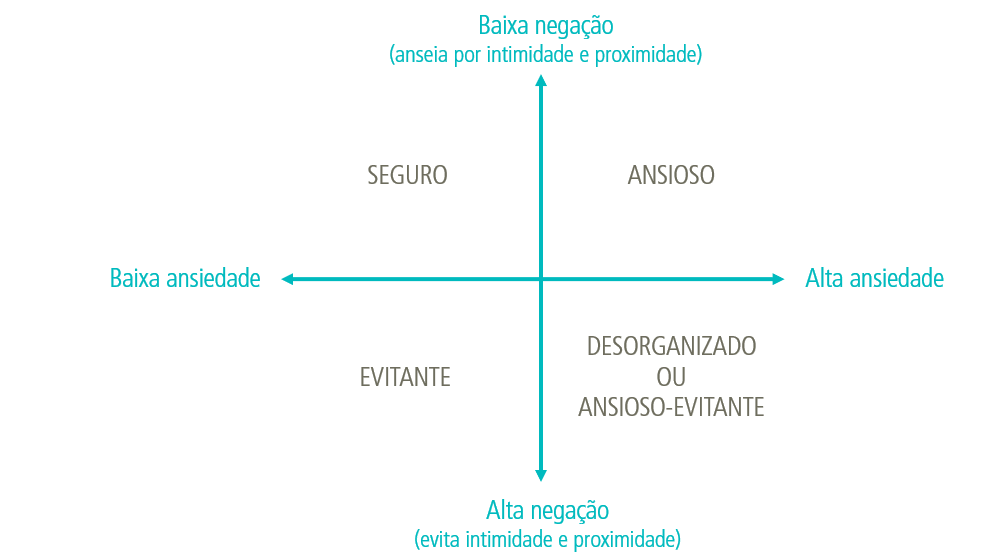 Baixa negação
(anseia por intimidade e proximidade)
SEGURO
ANSIOSO
Baixa ansiedade
Alta ansiedade
EVITANTE
DESORGANIZADO
OU
ANSIOSO-EVITANTE
Alta negação
(evita intimidade e proximidade)